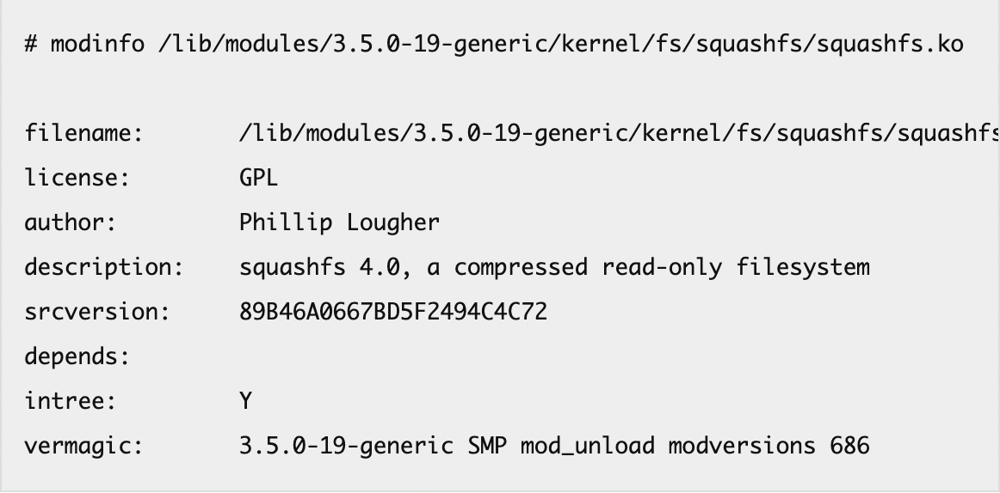 # modinfo /lib/modules/3.5.0-19-generic/kernel/fs/squashfs/squashfs.ko
filename: /lib/modules/3.5.0-19-generic/kernel/fs/squashfs/squashfs
license: GPL
author: Phillip Lougher
description: squashfs 4.0, a compressed read-only filesystem
srcversion: 89B46A0667BD5F2494C4C72
depends:
intree: Y
vermagic: 3.5.0-19-generic SMP mod_unload modversions 686